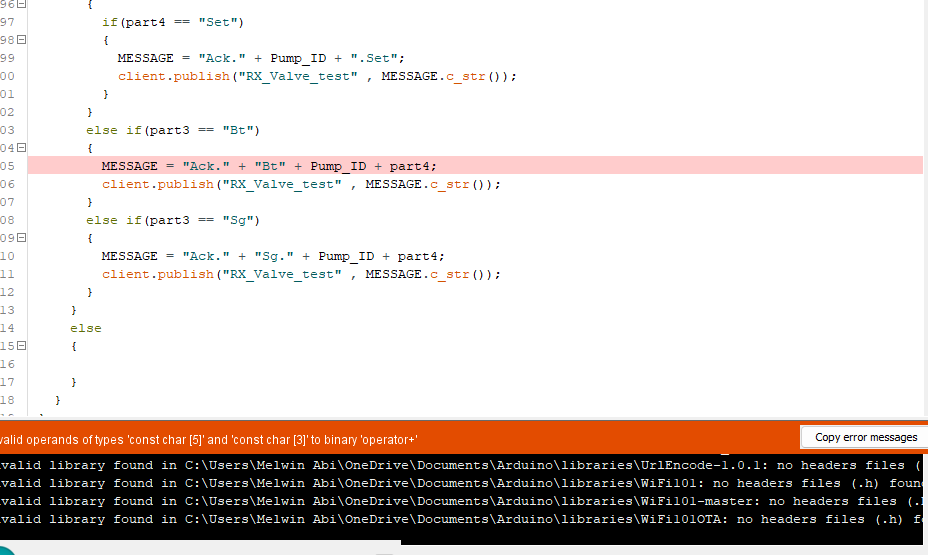 96 {
97 if(part4 == "Set")
98 {
99 MESSAGE = "Ack." + Pump_ID + ".Set";
00 client.publish("RX_Valve_test" , MESSAGE.c_str());
01 }
02 }
03 else if(part3 == "Bt")
04 {
05 MESSAGE = "Ack." + "Bt" + Pump_ID + part4;
06 client.publish("RX_Valve_test" , MESSAGE.c_str());
07 }
08 else if(part3 == "Sg")
09 {
10 MESSAGE = "Ack." + "Sg." + Pump_ID + part4;
11 client.publish("RX_Valve_test" , MESSAGE.c_str());
12 }
13 }
14 else
15 {
16
17 }
18 }
valid operands of types 'const char [5]' and 'const char [3]' to binary 'operator+'
Copy error messages
valid library found in C:\Users\Melwin Abi\OneDrive\Documents\Arduino\libraries\UrlEncode-1.0.1: no headers files (
valid library found in C:\Users\Melwin Abi\OneDrive\Documents\Arduino\libraries\WiFi101: no headers files (.h) foun
valid library found in C:\Users\Melwin Abi\OneDrive\Documents\Arduino\libraries\WiFi101-master: no headers files (.
valid library found in C:\Users\Melwin Abi\OneDrive\Documents\Arduino\libraries\WiFi101OTA: no headers files (.h) f